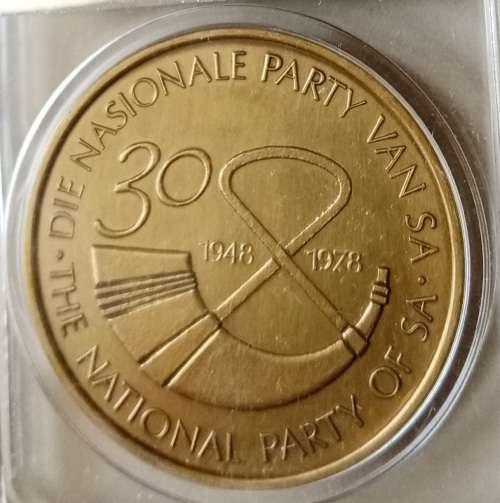 DIE NASIONALE PARTY VAN SA ·
THE NATIONAL PARTY OF SA ·
30
1948 1978